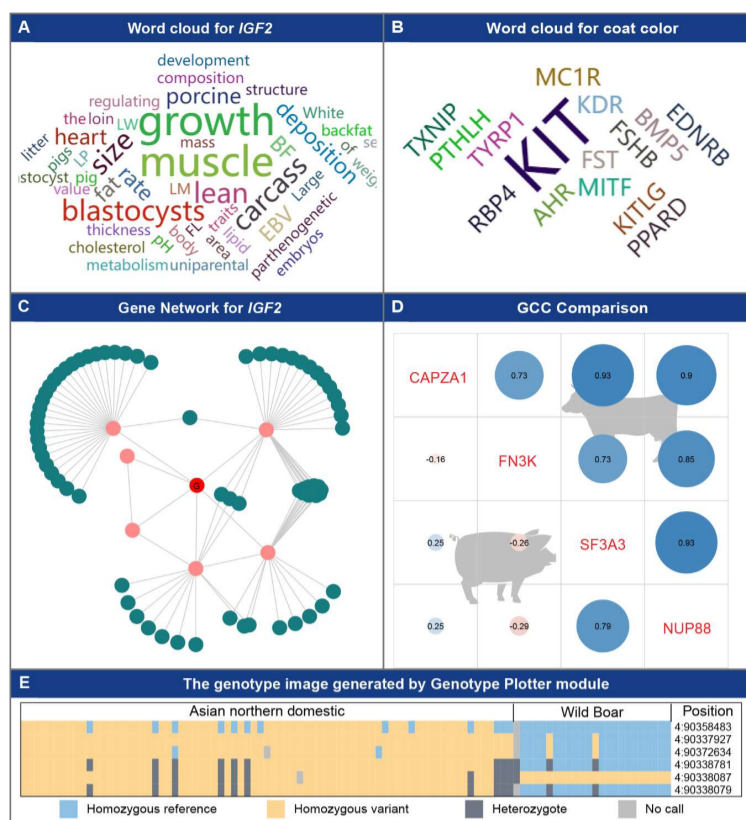 A Word cloud for IGF2
development
composition
regulating porcine structure
the loin LW growth deposition White
litter heart size mass BF backfat
pigs LP muscle of se
stocyst pig fat rate carcass weig
value LM lean Large
blastocysts traits EBV parthenogenetic
thickness FL lipid
cholesterol pH body area embryos
metabolism uniparental
B Word cloud for coat color
MC1R
TXNIP PTHLH TYRP1 KIT KDR BMP5 EDNRB
FSHB
FST
RBP4 AHR MITF KITLG
PPARD
C Gene Network for IGF2
G
D GCC Comparison
CAPZA1 0.73 0.93 0.9
-0.16 FN3K 0.73 0.85
0.25 -0.26 SF3A3 0.93
0.25 -0.29 0.79 NUP88
E The genotype image generated by Genotype Plotter module
Asian northern domestic Wild Boar Position
4:90358483
4:90337927
4:90372634
4:90338781
4:90338087
4:90338079
Homozygous reference Homozygous variant Heterozygote No call